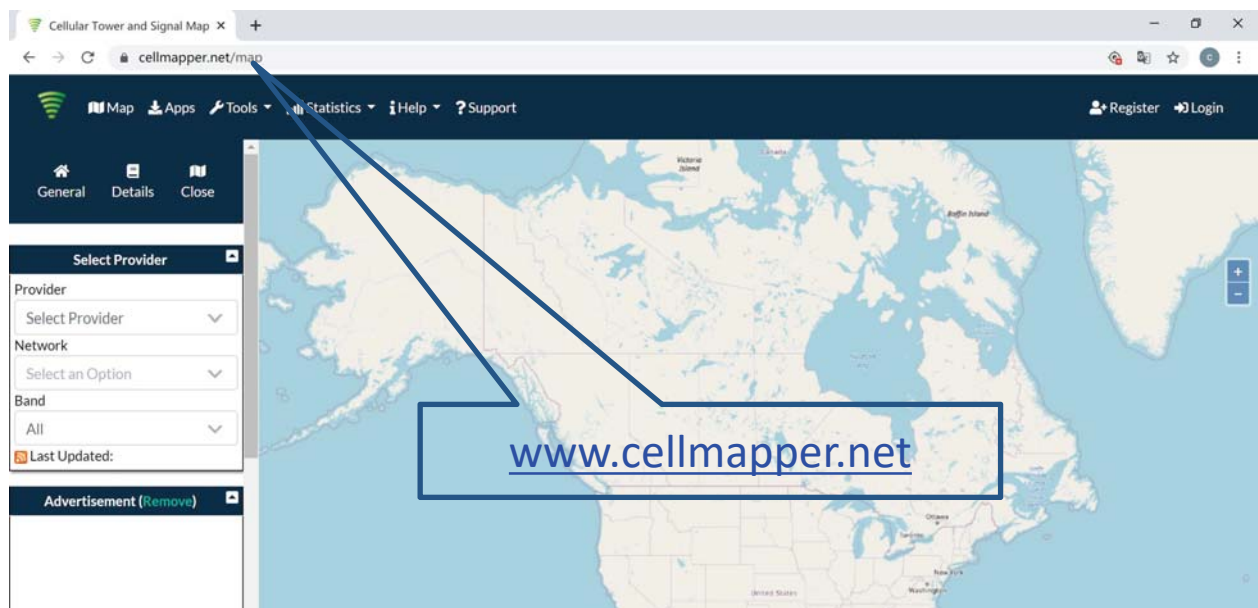 Cellular Tower and Signal Map
cellmapper.net/map
Map Apps Tools Statistics Help ? Support
Register Login
General Details Close
Select Provider
Provider
Select Provider
Network
Select an Option
Band
All
Last Updated:
Advertisement (Remove)
Victoria
Island
Canada
Baffin Island
www.cellmapper.net
Ottawa
Toronto
New York
Washington
United States